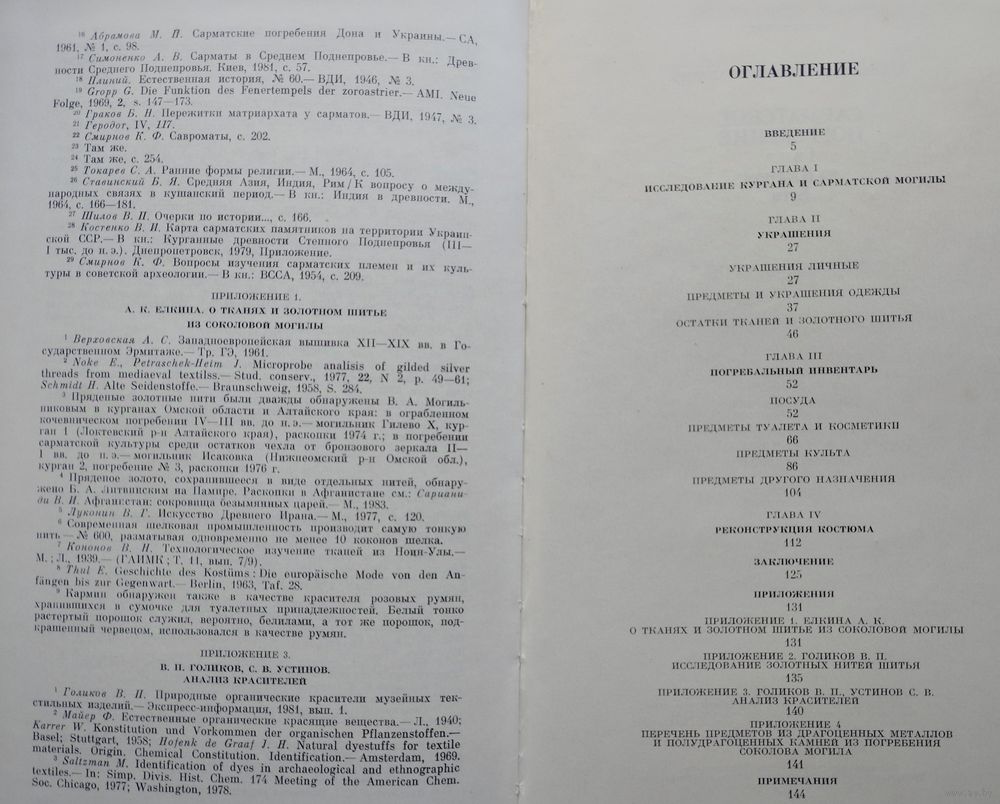 16 Абрамова М. П. Сарматские погребения Дона и Украины.— СА,
1961, № 1, с. 98.
17 Симоненко А. В. Сарматы в Среднем Поднепровье.— В кн.: Древ-
ности Среднего Поднепровья. Киев, 1981, с. 57.
18 Плиний. Естественная история, № 60.— ВДИ, 1946, № 3.
19 Gropp G. Die Funktion des Fenertempels der zoroastrier.— AMI. Neue
Folge, 1969, 2, s. 147—173.
20 Граков Б. Н. Пережитки матриархата у сарматов.— ВДИ, 1947, № 3.
21 Геродот, IV, 117.
22 Смирнов К. Ф. Савроматы, с. 202.
23 Там же.
24 Там же, с. 254.
25 Токарев С. А. Ранние формы религии.— М., 1964, с. 105.
26 Ставинский Б. Я. Средняя Азия, Индия, Рим/К вопросу о между-
народных связях в кушанский период.— В кн.: Индия в древности. М.,
1964, с. 166—181.
27 Шилов В. П. Очерки по истории..., с. 166.
28 Костенко В. И. Карта сарматских памятников на территории Украин-
ской ССР.— В кн.: Курганные древности Степного Поднепровья (III—
I тыс. до н. э.). Днепропетровск, 1979, Приложение.
29 Смирнов К. Ф. Вопросы изучения сарматских племен и их куль-
туры в советской археологии.— В кн.: ВССА, 1954, с. 209.
ПРИЛОЖЕНИЕ 1.
А. К. ЕЛКИНА. О ТКАНЯХ И ЗОЛОТНОМ ШИТЬЕ
ИЗ СОКОЛОВОЙ МОГИЛЫ
1 Верховская А. С. Западноевропейская вышивка XII—XIX вв. в Го-
сударственном Эрмитаже.— Тр. ГЭ, 1961.
2 Noke E., Petraschek-Heim J. Microprobe analisis of gilded silver
threads from mediaeval textilss.— Stud. conserv., 1977, 22, N 2, p. 49—61;
Schmidt H. Alte Seidenstoffe.— Braunschweig, 1958, S. 284.
3 Пряденые золотные нити были дважды обнаружены В. А. Могиль-
никовым в курганах Омской области и Алтайского края: в ограбленном
кочевническом погребении IV—III вв. до н. э.— могильник Гилево X, кур-
ган 1 (Локтевский р-н Алтайского края), раскопки 1974 г.; в погребении
сарматской культуры среди остатков чехла от бронзового зеркала II—
I вв. до н. э.— могильник Исаковка (Нижнеомский р-н Омской обл.),
курган 2, погребение № 3, раскопки 1976 г.
4 Пряденое золото, сохранившееся в виде отдельных нитей, обнару-
жено Б. А. Литвинским на Памире. Раскопки в Афганистане см.: Сариани-
ди В. И. Афганистан: сокровища безымянных царей.— М., 1983.
5 Луконин В. Г. Искусство Древнего Ирана.— М., 1977, с. 120.
6 Современная шелковая промышленность производит самую тонкую
нить — № 600, разматывая одновременно не менее 10 коконов шелка.
7 Кононов В. Н. Технологическое изучение тканей из Ноин-Улы.—
М. ; Л., 1939.— (ГАИМК; Т. 11, вып. 7/9).
8 Thul E. Geschichte des Kostüms : Die europäische Mode von den An-
fängen bis zur Gegenwart.— Berlin, 1963, Taf. 28.
9 Кармин обнаружен также в качестве красителя розовых румян,
хранившихся в сумочке для туалетных принадлежностей. Белый тонко
растертый порошок служил, вероятно, белилами, а тот же порошок, под-
крашенный червецом, использовался в качестве румян.
ПРИЛОЖЕНИЕ 3.
В. П. ГОЛИКОВ, С. В. УСТИНОВ.
АНАЛИЗ КРАСИТЕЛЕЙ
1 Голиков В. П. Природные органические красители музейных тек-
стильных изделий.— Экспресс-информация, 1981, вып. 1.
2 Майер Ф. Естественные органические красящие вещества.— Л., 1940;
Karrer W. Konstitution und Vorkommen der organischen Pflanzenstoffen.—
Basel; Stuttgart, 1958; Hofenk de Graaf J. H. Natural dyestuffs for textile
materials. Origin. Chemical Constitution. Identification.— Amsterdam, 1969.
3 Saltzman M. Identification of dyes in archaeological and ethnographic
textiles.— In: Simp. Divis. Hist. Chem. 174 Meeting of the American Chem.
Soc. Chicago, 1977; Washington, 1978.
ОГЛАВЛЕНИЕ
ВВЕДЕНИЕ
5
ГЛАВА I
ИССЛЕДОВАНИЕ КУРГАНА И САРМАТСКОЙ МОГИЛЫ
9
ГЛАВА II
УКРАШЕНИЯ
27
УКРАШЕНИЯ ЛИЧНЫЕ
27
ПРЕДМЕТЫ И УКРАШЕНИЯ ОДЕЖДЫ
37
ОСТАТКИ ТКАНЕЙ И ЗОЛОТНОГО ШИТЬЯ
46
ГЛАВА III
ПОГРЕБАЛЬНЫЙ ИНВЕНТАРЬ
52
ПОСУДА
52
ПРЕДМЕТЫ ТУАЛЕТА И КОСМЕТИКИ
66
ПРЕДМЕТЫ КУЛЬТА
86
ПРЕДМЕТЫ ДРУГОГО НАЗНАЧЕНИЯ
104
ГЛАВА IV
РЕКОНСТРУКЦИЯ КОСТЮМА
112
ЗАКЛЮЧЕНИЕ
125
ПРИЛОЖЕНИЯ
131
ПРИЛОЖЕНИЕ 1. ЕЛКИНА А. К.
О ТКАНЯХ И ЗОЛОТНОМ ШИТЬЕ ИЗ СОКОЛОВОЙ МОГИЛЫ
131
ПРИЛОЖЕНИЕ 2. ГОЛИКОВ В. П.
ИССЛЕДОВАНИЕ ЗОЛОТНЫХ НИТЕЙ ШИТЬЯ
135
ПРИЛОЖЕНИЕ 3. ГОЛИКОВ В. П., УСТИНОВ С. В.
АНАЛИЗ КРАСИТЕЛЕЙ
140
ПРИЛОЖЕНИЕ 4
ПЕРЕЧЕНЬ ПРЕДМЕТОВ ИЗ ДРАГОЦЕННЫХ МЕТАЛЛОВ
И ПОЛУДРАГОЦЕННЫХ КАМНЕЙ ИЗ ПОГРЕБЕНИЯ
СОКОЛОВА МОГИЛА
141
ПРИМЕЧАНИЯ
144